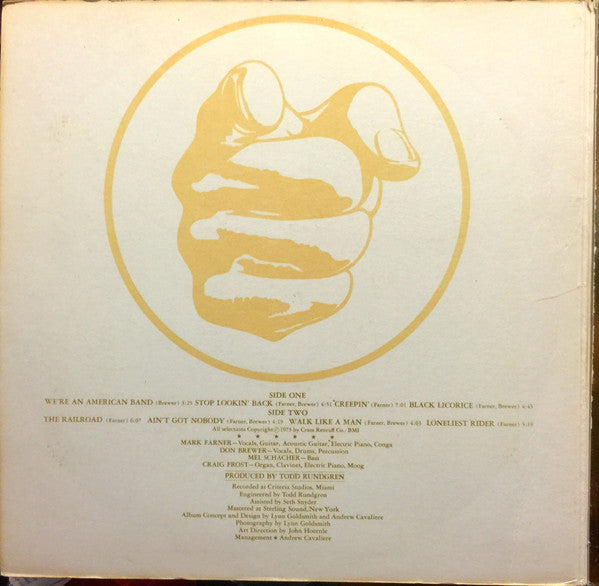 SIDE ONE
WE'RE AN AMERICAN BAND (Brewer) 3:25 STOP LOOKIN' BACK (Farner, Brewer) 4:51 CREEPIN' (Farner) 7:01 BLACK LICORICE (Farner, Brewer) 4:45
SIDE TWO
THE RAILROAD (Farner) 6:07 AIN'T GOT NOBODY (Farner, Brewer) 4:19 WALK LIKE A MAN (Farner, Brewer) 4:03 LONELIEST RIDER (Farner) 5:10
All selections Copyright © 1973 by Cram Renraff Co./BMI
★ ★ ★ ★ ★ ★
MARK FARNER—Vocals, Guitar, Acoustic Guitar, Electric Piano, Conga
DON BREWER—Vocals, Drums, Percussion
MEL SCHACHER—Bass
CRAIG FROST—Organ, Clavinet, Electric Piano, Moog
PRODUCED BY TODD RUNDGREN
Recorded at Criteria Studios, Miami
Engineered by Todd Rundgren
Assisted by Seth Snyder
Mastered at Sterling Sound, New York
Album Concept and Design by Lynn Goldsmith and Andrew Cavaliere
Photography by Lynn Goldsmith
Art Direction by John Hoernle
Management ★ Andrew Cavaliere